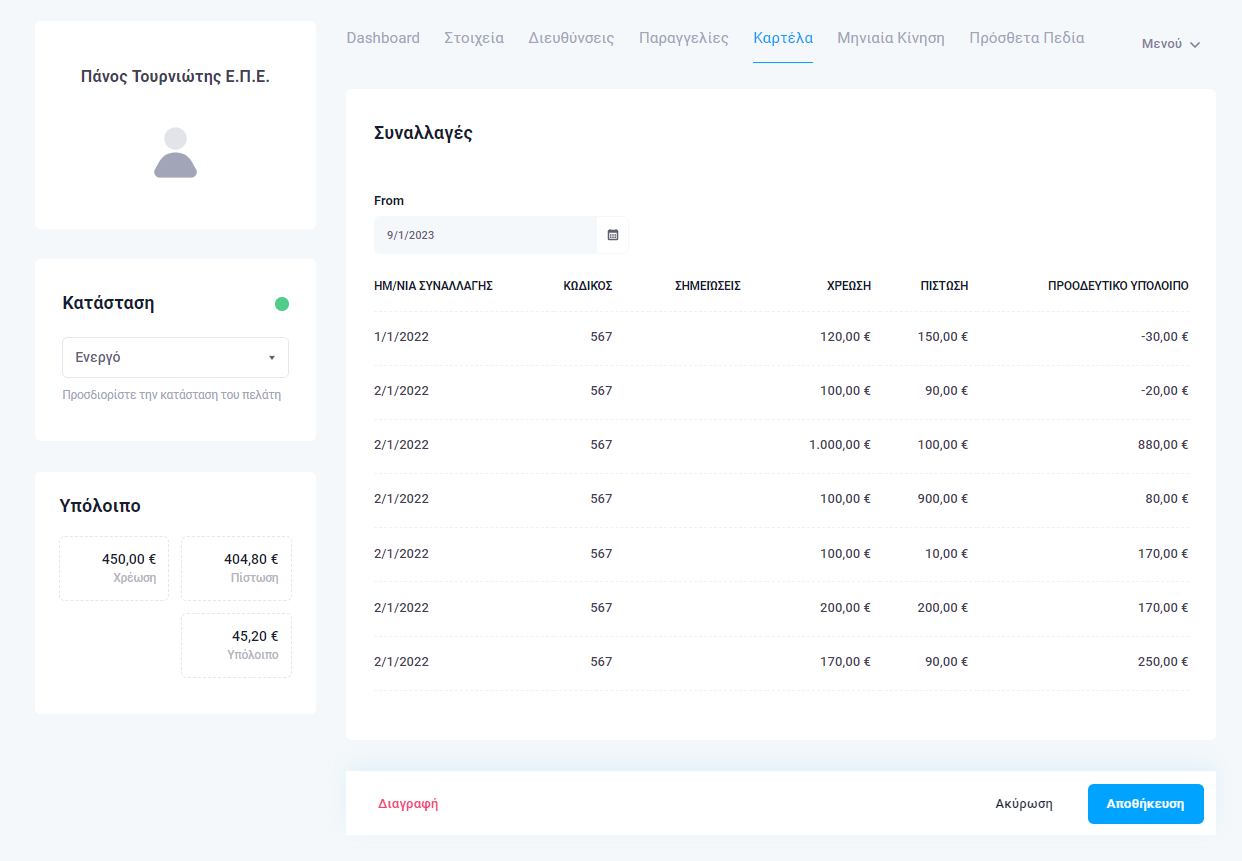 Πάνος Τουρνιώτης Ε.Π.Ε.
Κατάσταση
Ενεργό
Προσδιορίστε την κατάσταση του πελάτη
Υπόλοιπο
450,00 € 404,80 €
Χρέωση Πίστωση
45,20 €
Υπόλοιπο
Dashboard Στοιχεία Διευθύνσεις Παραγγελίες Καρτέλα Μηνιαία Κίνηση Πρόσθετα Πεδία Μενού
Συναλλαγές
From
9/1/2023
ΗΜ/ΝΙΑ ΣΥΝΑΛΛΑΓΗΣ ΚΩΔΙΚΟΣ ΣΗΜΕΙΩΣΕΙΣ ΧΡΕΩΣΗ ΠΙΣΤΩΣΗ ΠΡΟΟΔΕΥΤΙΚΟ ΥΠΟΛΟΙΠΟ
1/1/2022 567 120,00 € 150,00 € -30,00 €
2/1/2022 567 100,00 € 90,00 € -20,00 €
2/1/2022 567 1.000,00 € 100,00 € 880,00 €
2/1/2022 567 100,00 € 900,00 € 80,00 €
2/1/2022 567 100,00 € 10,00 € 170,00 €
2/1/2022 567 200,00 € 200,00 € 170,00 €
2/1/2022 567 170,00 € 90,00 € 250,00 €
Διαγραφή Ακύρωση Αποθήκευση